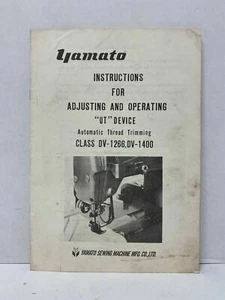 Yamato
INSTRUCTIONS
FOR
ADJUSTING AND OPERATING
"UT" DEVICE
Automatic Thread Trimming
CLASS DV-1266, DV-1400
YAMATO SEWING MACHINE MFG. CO., LTD.